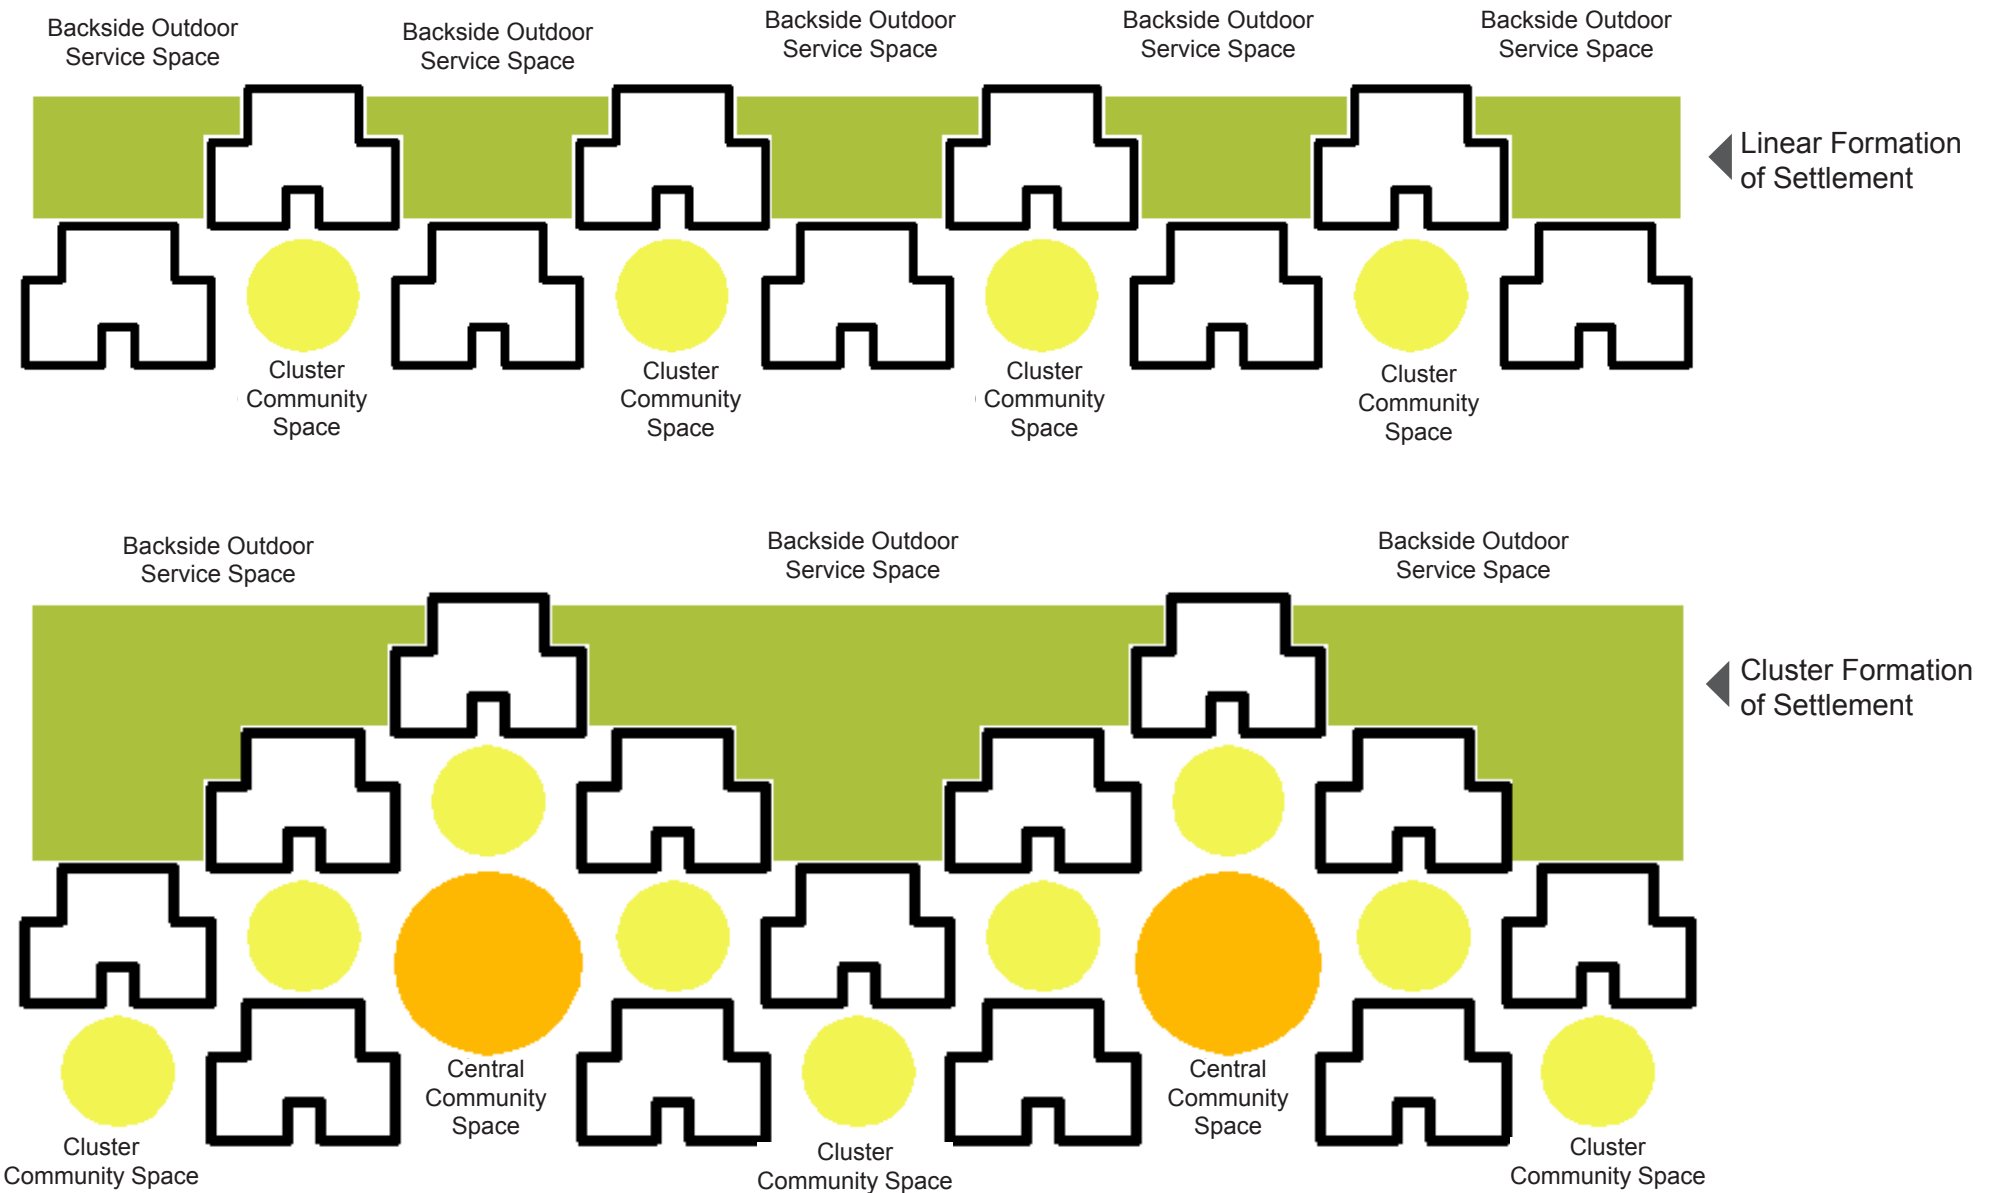 Backside Outdoor
Service Space
Backside Outdoor
Service Space
Backside Outdoor
Service Space
Backside Outdoor
Service Space
Backside Outdoor
Service Space
Linear Formation
of Settlement
Cluster
Community
Space
Cluster
Community
Space
Cluster
Community
Space
Cluster
Community
Space
Backside Outdoor
Service Space
Backside Outdoor
Service Space
Backside Outdoor
Service Space
Cluster Formation
of Settlement
Central
Community
Space
Central
Community
Space
Cluster
Community Space
Cluster
Community Space
Cluster
Community Space